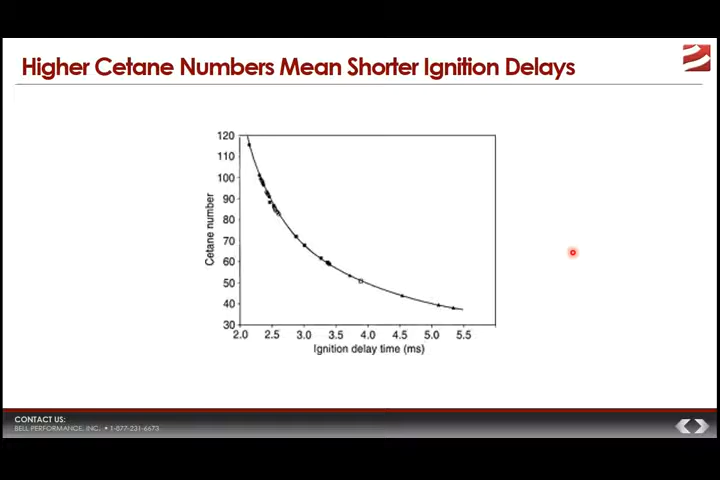 Higher Cetane Numbers Mean Shorter Ignition Delays
120
110
100
90
80
70
60
50
40
30
Cetane number
2.0 2.5 3.0 3.5 4.0 4.5 5.0 5.5
Ignition delay time (ms)
CONTACT US:
BELL PERFORMANCE, INC. • 1-877-231-6673